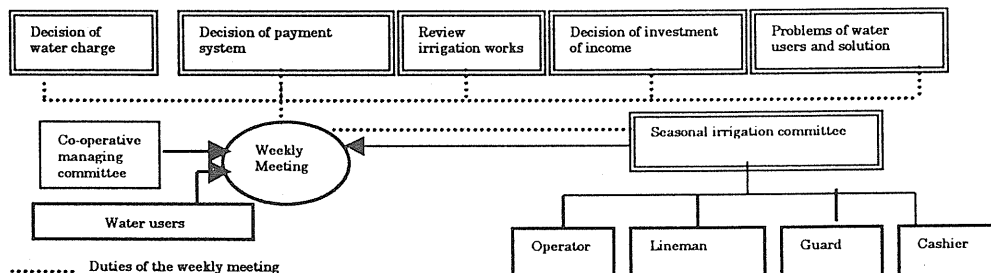 Decision of
water charge
Decision of payment
system
Review
irrigation works
Decision of investment
of income
Problems of water
users and solution
Co-operative
managing
committee
Weekly
Meeting
Seasonal irrigation committee
Water users
Operator
Lineman
Guard
Cashier
Duties of the weekly meeting